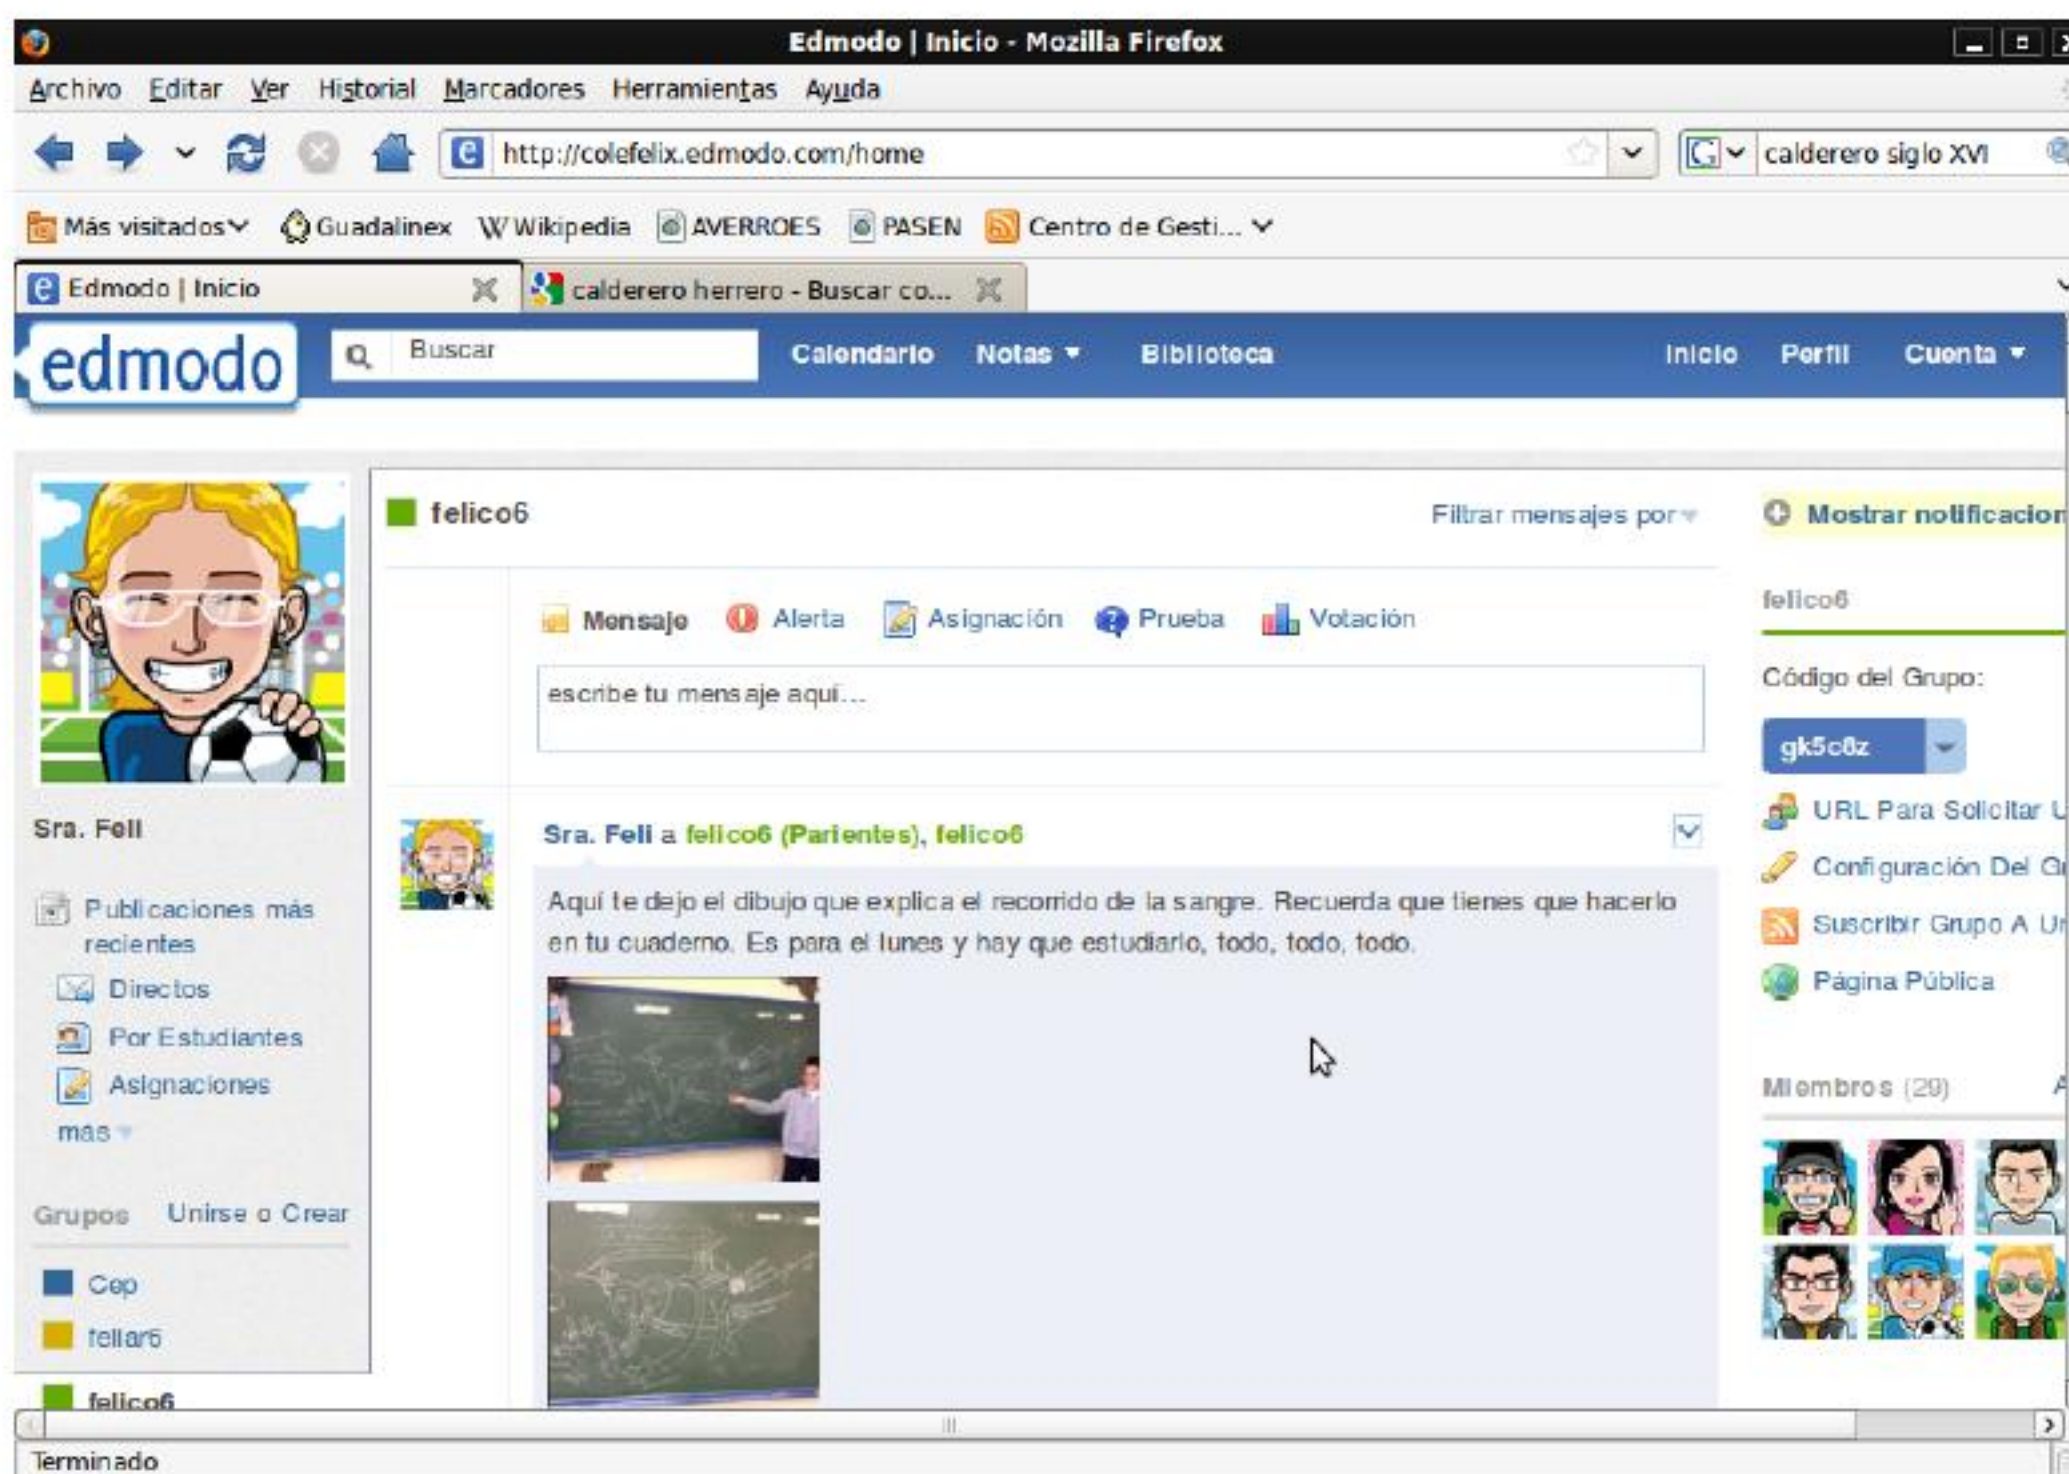 Edmodo | Inicio - Mozilla Firefox
Archivo Editar Ver Historial Marcadores Herramientas Ayuda
http://colefelix.edmodo.com/home
calderero siglo XVI
Más visitados Guadalinex Wikipedia AVERROES PASEN Centro de Gesti...
Edmodo | Inicio
calderero herrero - Buscar co...
edmodo
Buscar
Calendario Notas Biblioteca
Inicio Perfil Cuenta
felico6
Filtrar mensajes por
Mostrar notificacion
Mensaje Alerta Asignación Prueba Votación
escribe tu mensaje aquí...
felico6
Código del Grupo:
gk5c8z
URL Para Solicitar U
Configuración Del Gr
Suscribir Grupo A Un
Página Pública
Miembros (29)
Sra. Feli
Publicaciones más
recientes
Directos
Por Estudiantes
Asignaciones
más
Grupos Unirse o Crear
Cep
feliar6
felico6
Sra. Feli a felico6 (Parientes), felico6
Aquí te dejo el dibujo que explica el recorrido de la sangre. Recuerda que tienes que hacerlo
en tu cuaderno. Es para el lunes y hay que estudiarlo, todo, todo, todo.
Terminado